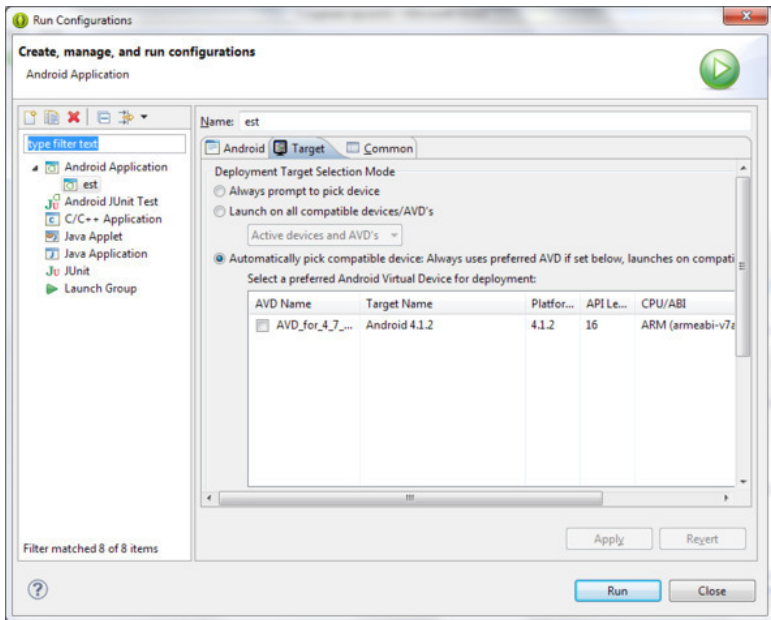 Run Configurations
Create, manage, and run configurations
Android Application
type filter text
Android Application
est
Android JUnit Test
C/C++ Application
Java Applet
Java Application
JUnit
Launch Group
Filter matched 8 of 8 items
Name: est
Android Target Common
Deployment Target Selection Mode
Always prompt to pick device
Launch on all compatible devices/AVD's
Active devices and AVD's
Automatically pick compatible device: Always uses preferred AVD if set below, launches on compati
Select a preferred Android Virtual Device for deployment:
AVD Name Target Name Platfor... API Le... CPU/ABI
AVD_for_4_7_... Android 4.1.2 4.1.2 16 ARM (armeabi-v7a
Apply Revert
Run Close